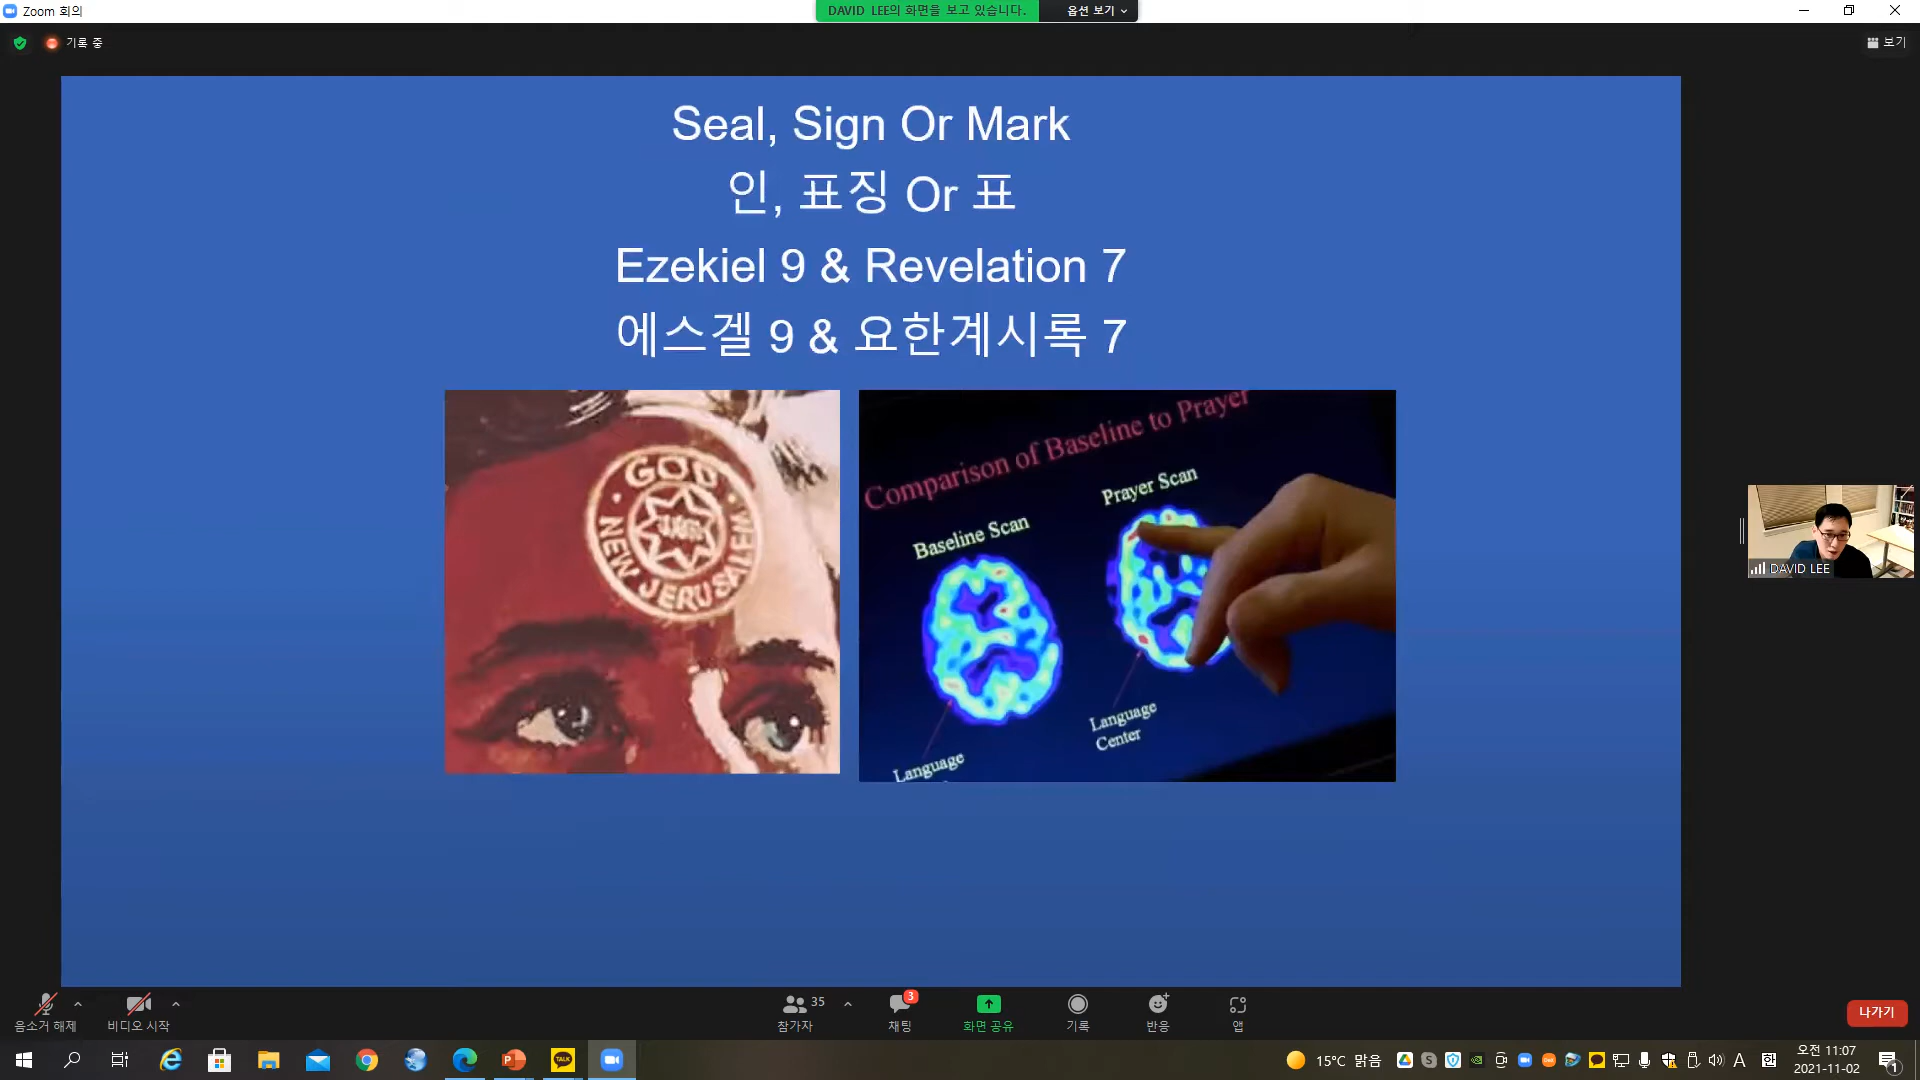 Zoom 회의
DAVID LEE의 화면을 보고 있습니다.
옵션 보기
기록 중
보기
Seal, Sign Or Mark
인, 표징 Or 표
Ezekiel 9 & Revelation 7
에스겔 9 & 요한계시록 7
GOD
NEW JERUSALEM
Comparison of Baseline to Prayer
Baseline Scan
Prayer Scan
Language
Language
Center
DAVID LEE
음소거 해제
비디오 시작
35
참가자
3
채팅
화면 공유
기록
반응
앱
나가기
TALK
15°C 맑음
A
한
오전 11:07
2021-11-02
1